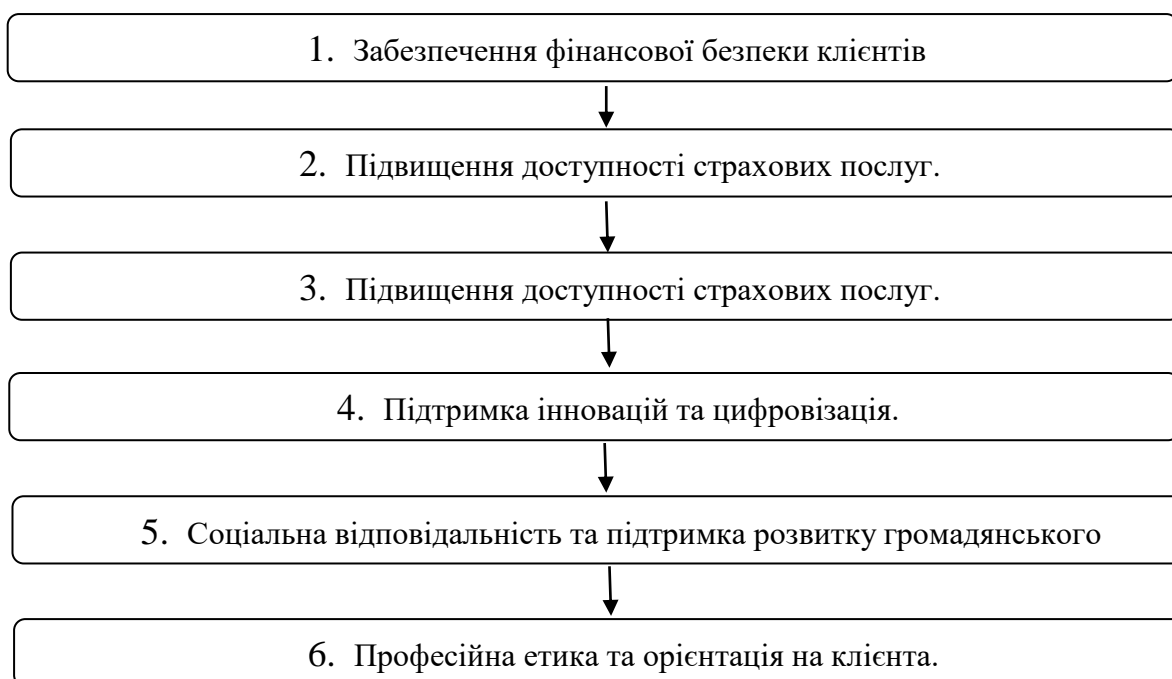 1. Забезпечення фінансової безпеки клієнтів
2. Підвищення доступності страхових послуг.
3. Підвищення доступності страхових послуг.
4. Підтримка інновацій та цифровізація.
5. Соціальна відповідальність та підтримка розвитку громадянського
6. Професійна етика та орієнтація на клієнта.